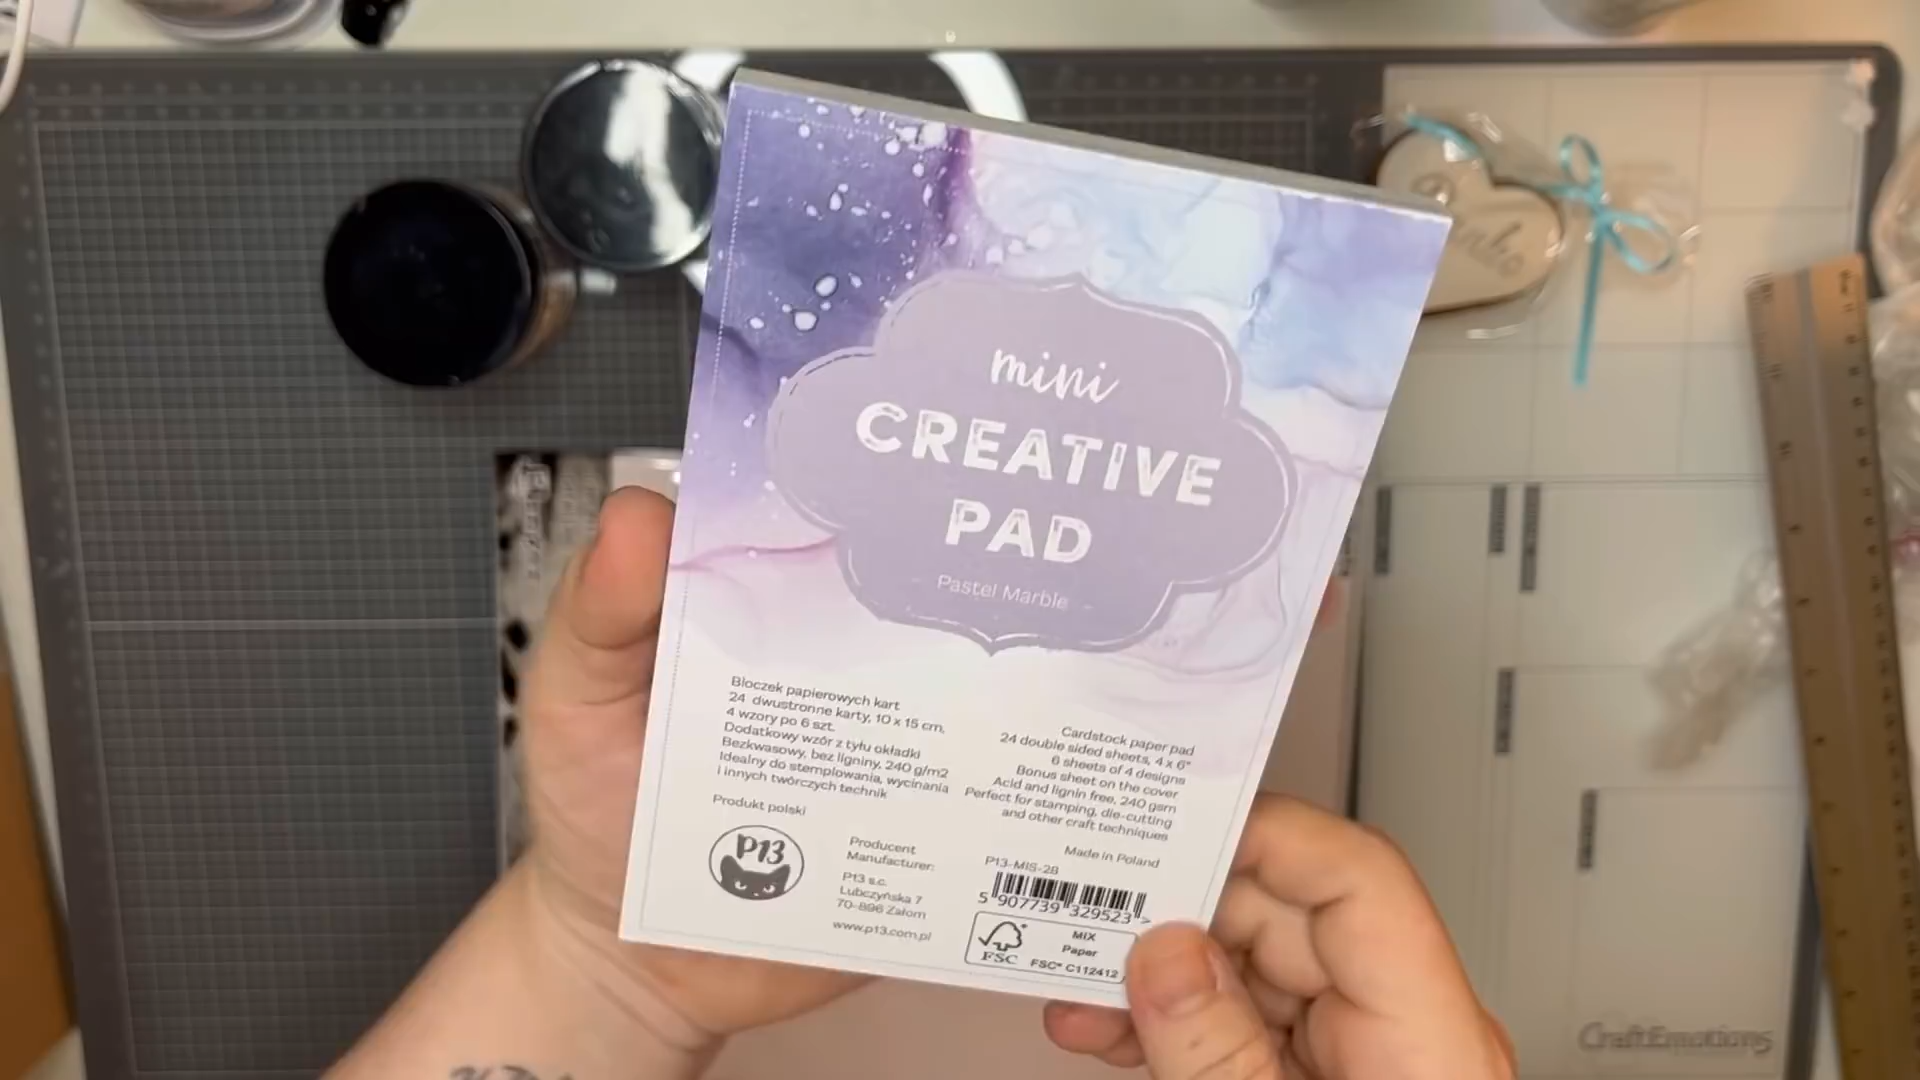 mini
CREATIVE
PAD
Pastel Marble
Bloczek papierowych kart
24 dwustronne karty, 10 x 15 cm,
4 wzory po 6 szt.
Dodatkowy wzór z tyłu okładki
Bezkwasowy, bez ligniny, 240 g/m2
Idealny do stemplowania, wycinania
i innych twórczych technik
Produkt polski
P13
Producent
Manufacturer:
P13 s.c.
Lubczyńska 7
70-896 Załom
www.p13.com.pl
Cardstock paper pad
24 double sided sheets, 4 x 6"
6 sheets of 4 designs
Bonus sheet on the cover
Acid and lignin free, 240 gsm
Perfect for stamping, die-cutting
and other craft techniques
Made in Poland
P13-MIS-28
5 907739 329523 >
FSC
MIX
Paper
FSC® C112412
CraftEmotions